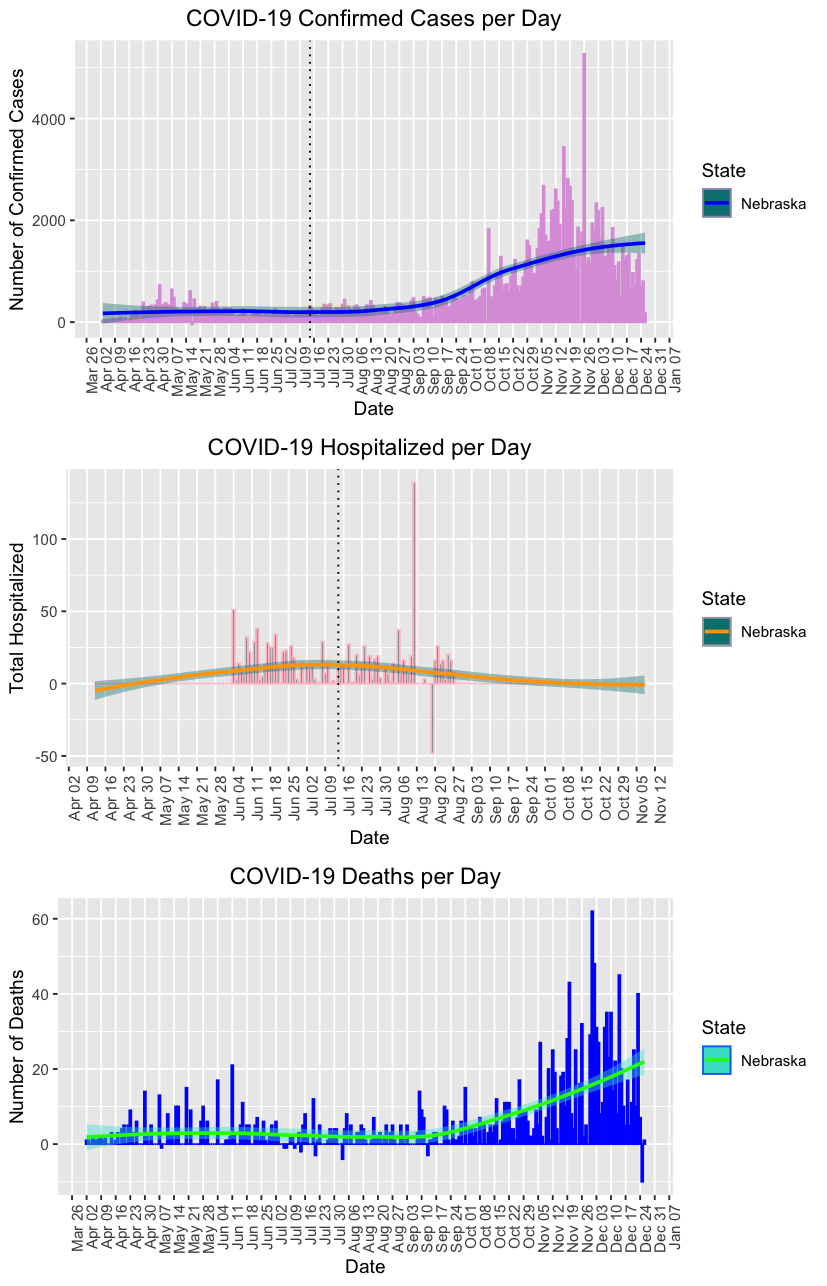 COVID-19 Confirmed Cases per Day
Number of Confirmed Cases
4000
2000
0
Mar 26
Apr 02
Apr 09
Apr 16
Apr 23
Apr 30
May 07
May 14
May 21
May 28
Jun 04
Jun 11
Jun 18
Jun 25
Jul 02
Jul 09
Jul 16
Jul 23
Jul 30
Aug 06
Aug 13
Aug 20
Aug 27
Sep 03
Sep 10
Sep 17
Sep 24
Oct 01
Oct 08
Oct 15
Oct 22
Oct 29
Nov 05
Nov 12
Nov 19
Nov 26
Dec 03
Dec 10
Dec 17
Dec 24
Dec 31
Jan 07
Date
State
Nebraska
COVID-19 Hospitalized per Day
Total Hospitalized
100
50
0
-50
Apr 02
Apr 09
Apr 16
Apr 23
Apr 30
May 07
May 14
May 21
May 28
Jun 04
Jun 11
Jun 18
Jun 25
Jul 02
Jul 09
Jul 16
Jul 23
Jul 30
Aug 06
Aug 13
Aug 20
Aug 27
Sep 03
Sep 10
Sep 17
Sep 24
Oct 01
Oct 08
Oct 15
Oct 22
Oct 29
Nov 05
Nov 12
Date
State
Nebraska
COVID-19 Deaths per Day
Number of Deaths
60
40
20
0
Mar 26
Apr 02
Apr 09
Apr 16
Apr 23
Apr 30
May 07
May 14
May 21
May 28
Jun 04
Jun 11
Jun 18
Jun 25
Jul 02
Jul 09
Jul 16
Jul 23
Jul 30
Aug 06
Aug 13
Aug 20
Aug 27
Sep 03
Sep 10
Sep 17
Sep 24
Oct 01
Oct 08
Oct 15
Oct 22
Oct 29
Nov 05
Nov 12
Nov 19
Nov 26
Dec 03
Dec 10
Dec 17
Dec 24
Dec 31
Jan 07
Date
State
Nebraska